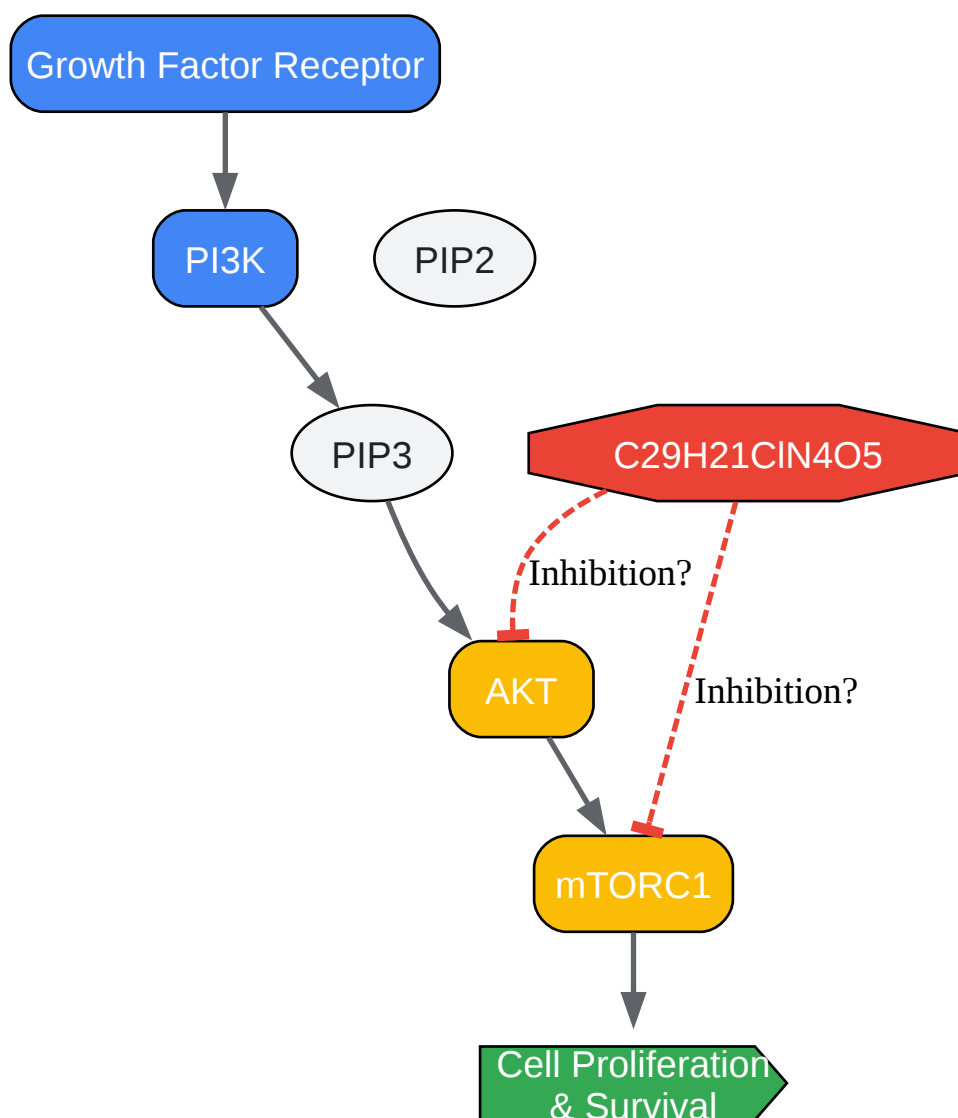 Growth Factor Receptor
PI3K
PIP2
PIP3
C29H21ClN4O5
Inhibition?
AKT
Inhibition?
mTORC1
Cell Proliferation
& Survival